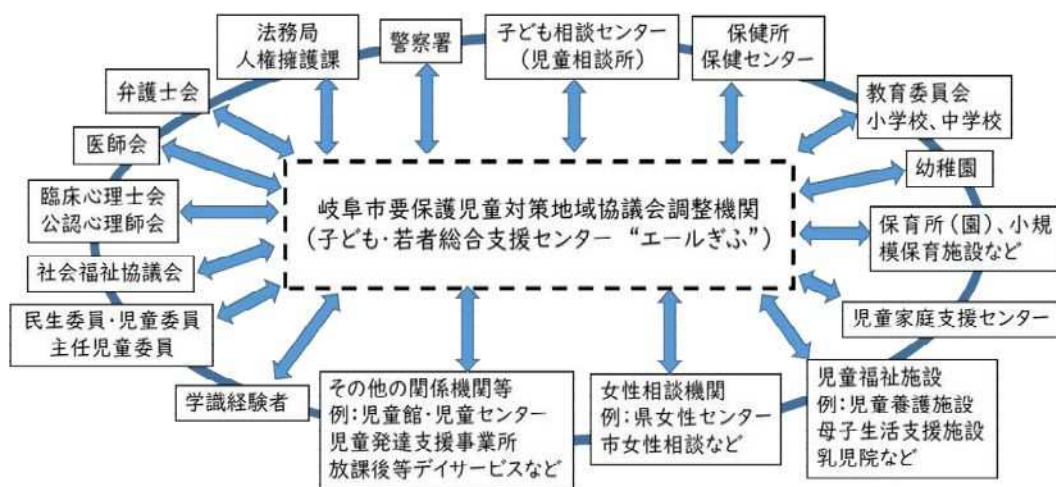 法務局
人権擁護課
警察署
子ども相談センター
（児童相談所）
保健所
保健センター
弁護士会
教育委員会
小学校、中学校
医師会
幼稚園
臨床心理士会
公認心理師会
岐阜市要保護児童対策地域協議会調整機関
（子ども・若者総合支援センター “エールぎふ”）
保育所（園）、小規
模保育施設など
社会福祉協議会
民生委員・児童委員
主任児童委員
児童家庭支援センター
学識経験者
その他の関係機関等
例：児童館・児童センター
児童発達支援事業所
放課後等デイサービスなど
女性相談機関
例：県女性センター
市女性相談など
児童福祉施設
例：児童養護施設
母子生活支援施設
乳児院など